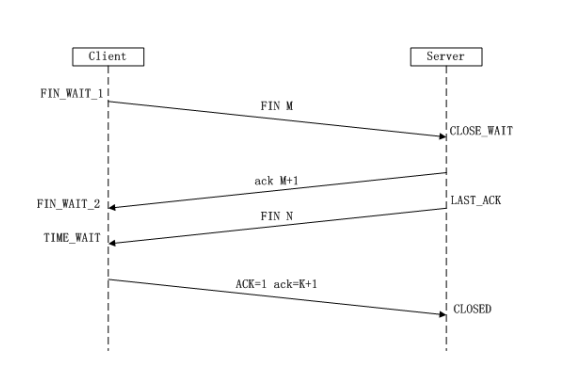 Client
Server
FIN_WAIT_1
FIN M
CLOSE_WAIT
ack M+1
FIN_WAIT_2
LAST_ACK
FIN N
TIME_WAIT
ACK=1 ack=K+1
CLOSED